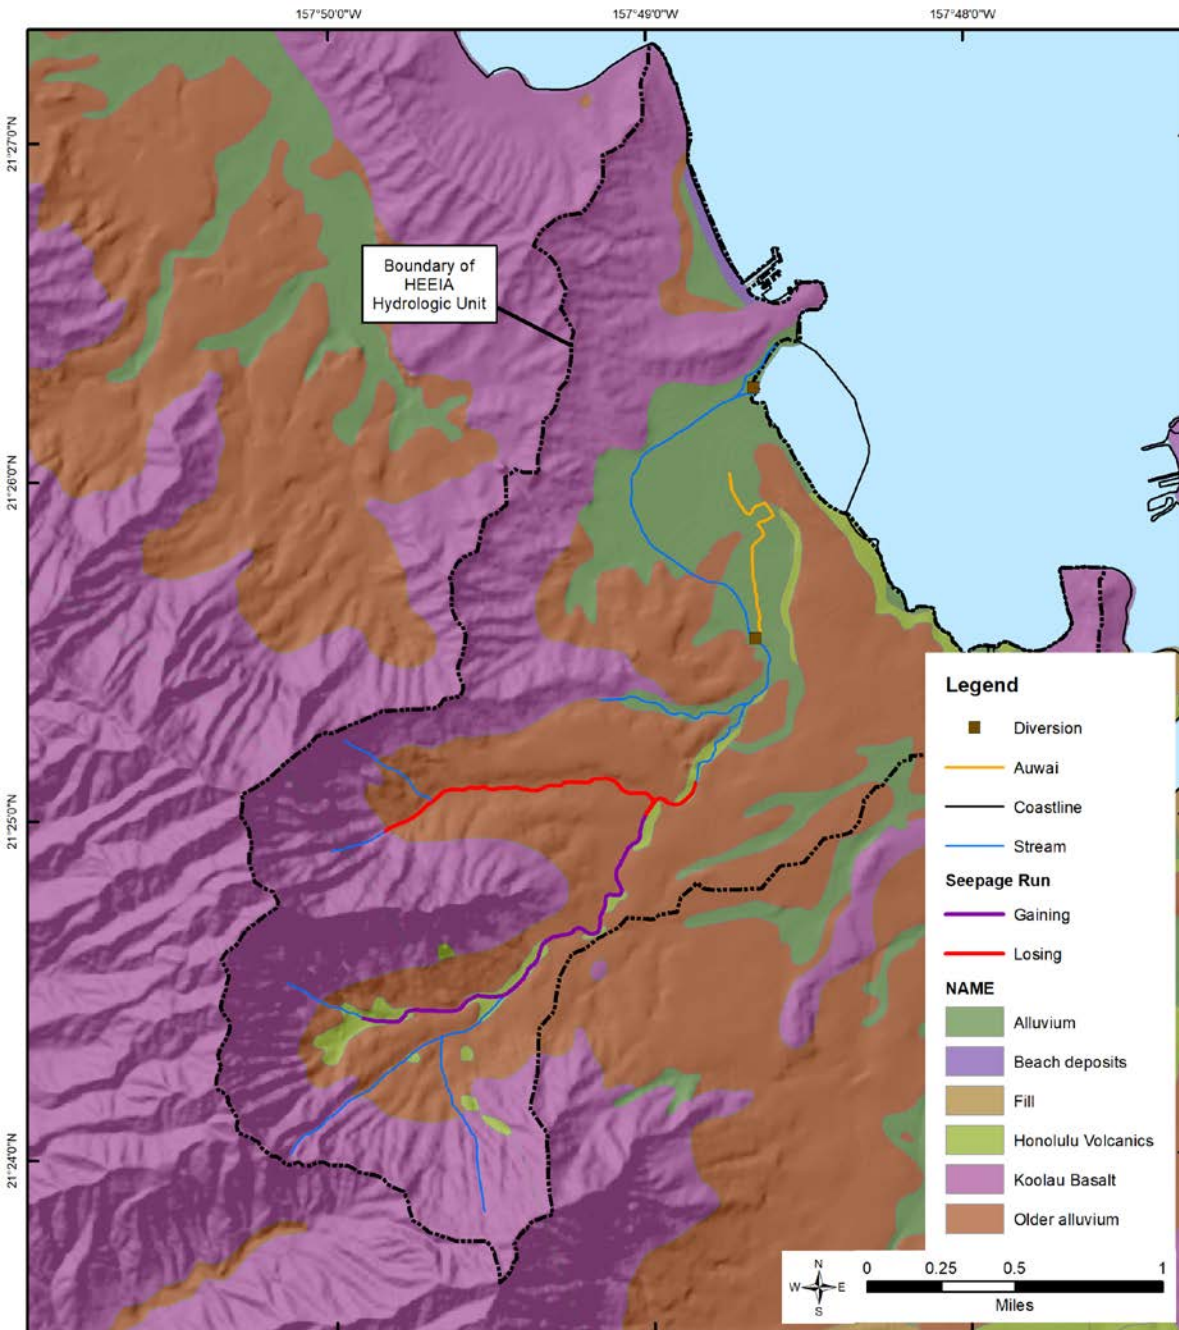 157°50'0"W
157°49'0"W
157°48'0"W
21°27'0"N
21°26'0"N
21°25'0"N
21°24'0"N
Boundary of
HEEIA
Hydrologic Unit
Legend
Diversion
Auwai
Coastline
Stream
Seepage Run
Gaining
Losing
NAME
Alluvium
Beach deposits
Fill
Honolulu Volcanics
Koolau Basalt
Older alluvium
N
W E
S
0 0.25 0.5 1
Miles